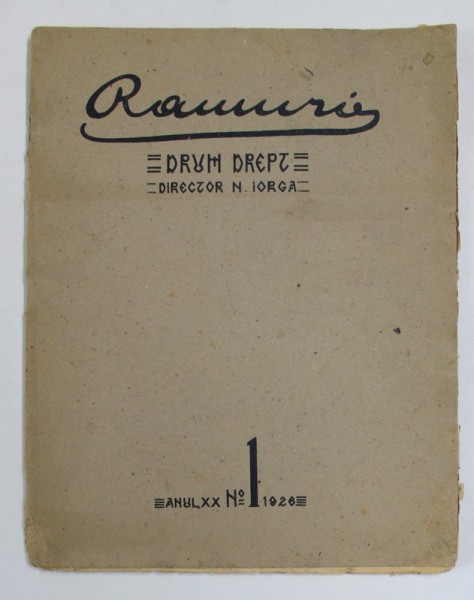 Ramuri
DRUM DREPT
DIRECTOR N. IORGA
ANUL XX No 1 1926